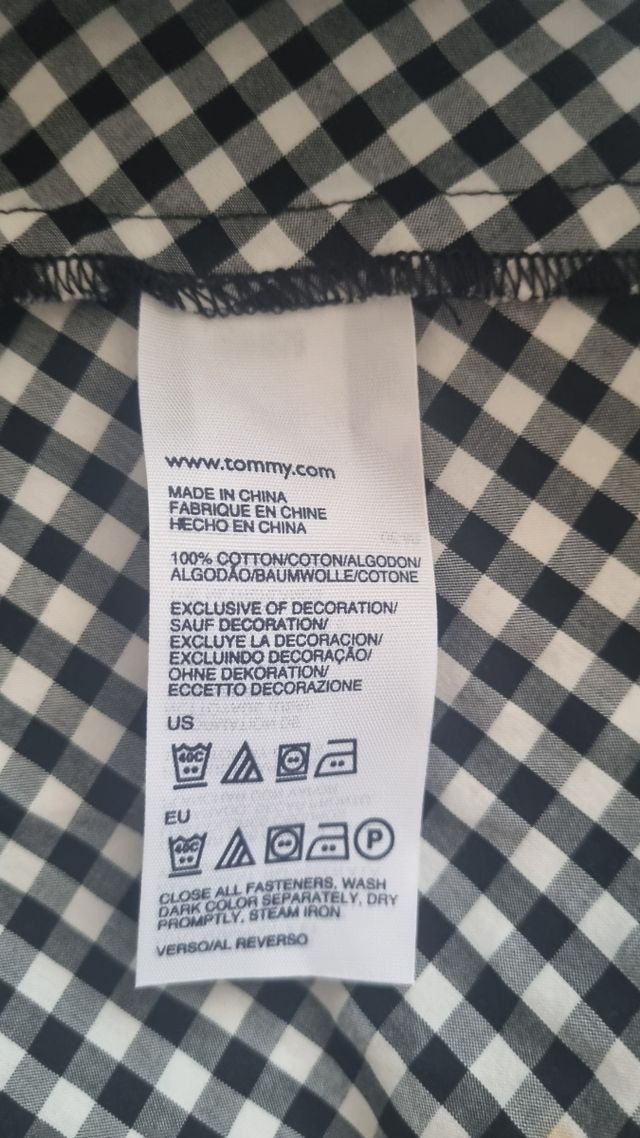 www.tommy.com
MADE IN CHINA
FABRIQUE EN CHINE
HECHO EN CHINA
100% COTTON/COTON/ALGODON/
ALGODÃO/BAUMWOLLE/COTONE
EXCLUSIVE OF DECORATION/
SAUF DECORATION/
EXCLUYE LA DECORACION/
EXCLUINDO DECORAÇÃO/
OHNE DEKORATION/
ECCETTO DECORAZIONE
US
40C
EU
40C P
CLOSE ALL FASTENERS, WASH
DARK COLOR SEPARATELY, DRY
PROMPTLY, STEAM IRON
VERSO/AL REVERSO